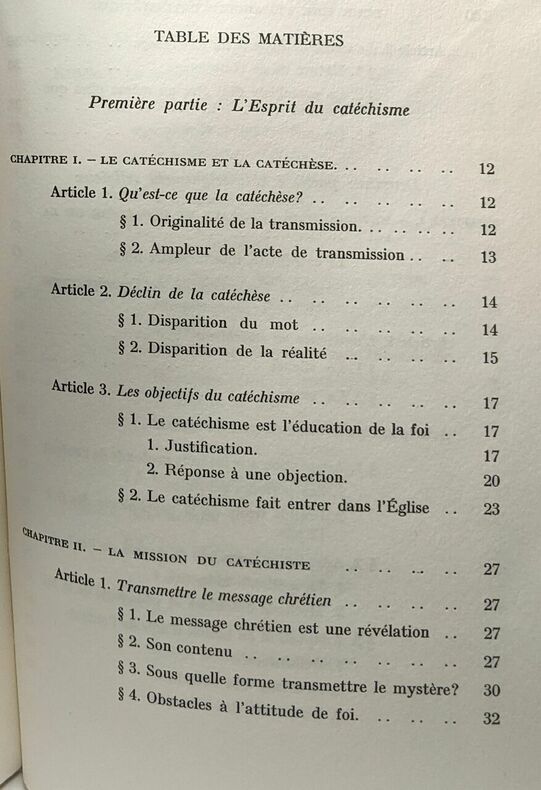 TABLE DES MATIÈRES
Première partie : L'Esprit du catéchisme
CHAPITRE I. – LE CATÉCHISME ET LA CATÉCHÈSE. .. .. .. .. 12
Article 1. Qu'est-ce que la catéchèse? .. .. .. .. .. .. 12
§ 1. Originalité de la transmission. .. .. .. .. 12
§ 2. Ampleur de l'acte de transmission .. .. .. 13
Article 2. Déclin de la catéchèse .. .. .. .. .. .. .. 14
§ 1. Disparition du mot .. .. .. .. .. .. 14
§ 2. Disparition de la réalité .. .. .. .. .. 15
Article 3. Les objectifs du catéchisme .. .. .. .. .. .. 17
§ 1. Le catéchisme est l'éducation de la foi .. .. 17
1. Justification. 17
2. Réponse à une objection. 20
§ 2. Le catéchisme fait entrer dans l'Église .. .. 23
CHAPITRE II. – LA MISSION DU CATÉCHISTE .. .. .. .. .. 27
Article 1. Transmettre le message chrétien .. .. .. .. .. 27
§ 1. Le message chrétien est une révélation .. .. 27
§ 2. Son contenu .. .. .. .. .. .. .. .. 27
§ 3. Sous quelle forme transmettre le mystère? 30
§ 4. Obstacles à l'attitude de foi. .. .. .. .. 32